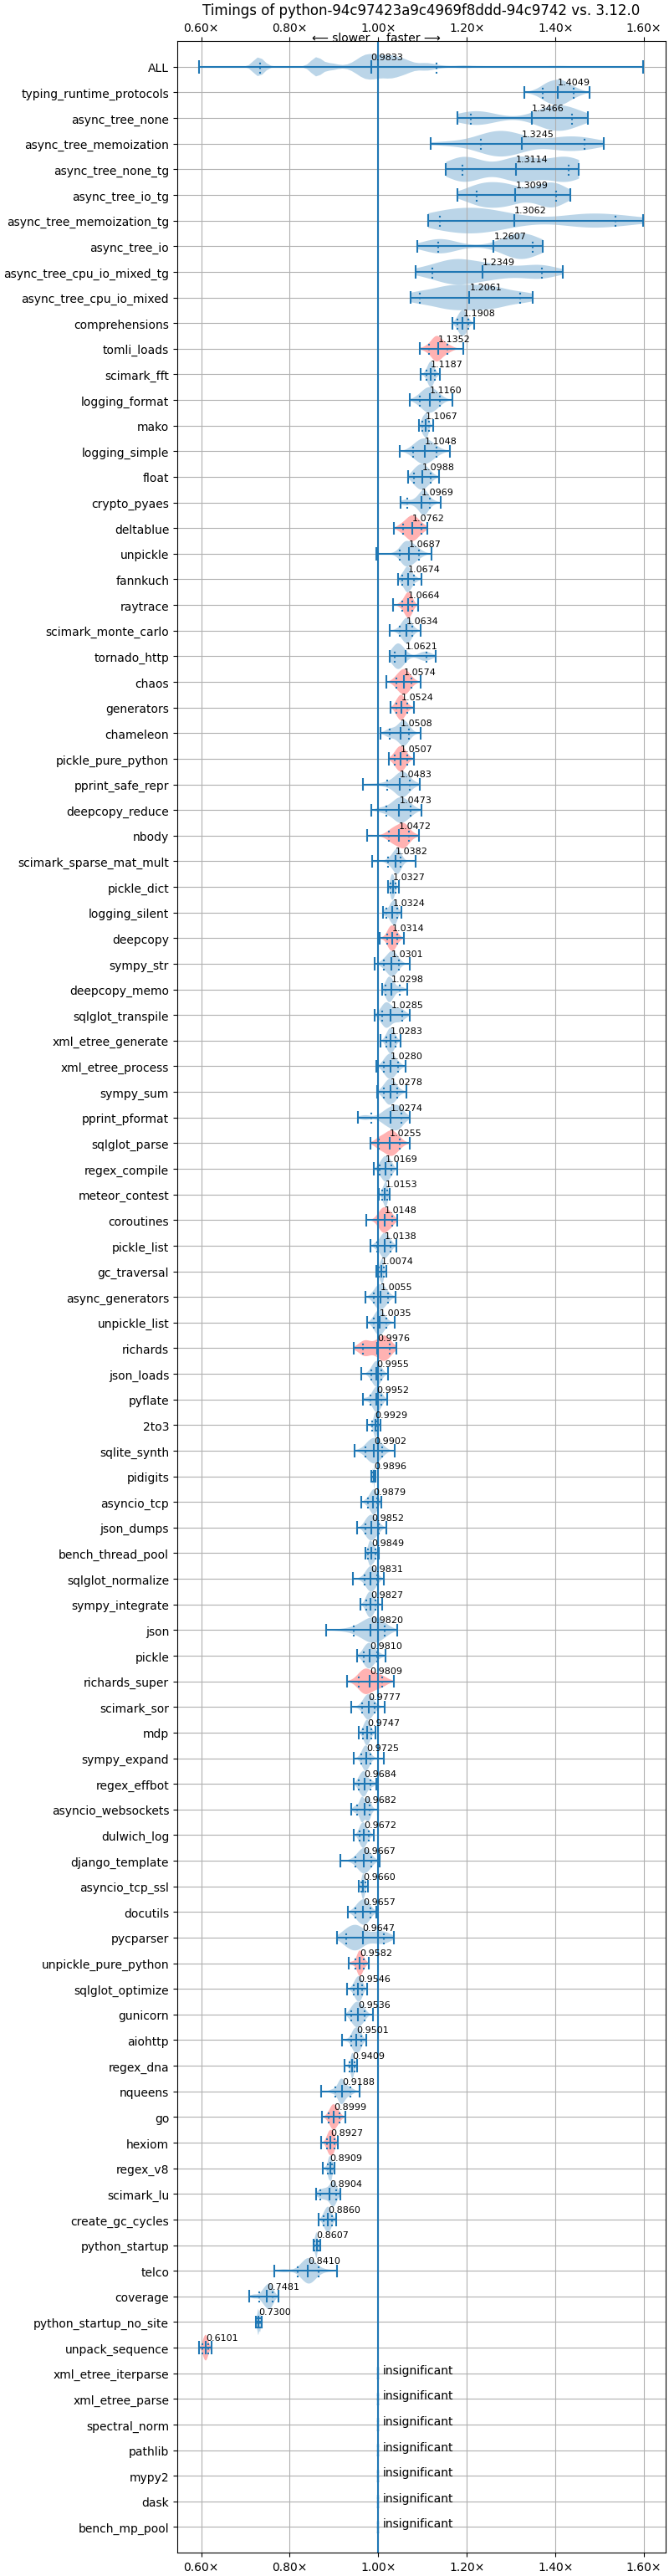 Timings of python-94c97423a9c4969f8ddd-94c9742 vs. 3.12.0
0.60× 0.80× 1.00× 1.20× 1.40× 1.60×
⟵ slower faster ⟶
ALL 0.9833
typing_runtime_protocols 1.4049
async_tree_none 1.3466
async_tree_memoization 1.3245
async_tree_none_tg 1.3114
async_tree_io_tg 1.3099
async_tree_memoization_tg 1.3062
async_tree_io 1.2607
async_tree_cpu_io_mixed_tg 1.2349
async_tree_cpu_io_mixed 1.2061
comprehensions 1.1908
tomli_loads 1.1352
scimark_fft 1.1187
logging_format 1.1160
mako 1.1067
logging_simple 1.1048
float 1.0988
crypto_pyaes 1.0969
deltablue 1.0762
unpickle 1.0687
fannkuch 1.0674
raytrace 1.0664
scimark_monte_carlo 1.0634
tornado_http 1.0621
chaos 1.0574
generators 1.0524
chameleon 1.0508
pickle_pure_python 1.0507
pprint_safe_repr 1.0483
deepcopy_reduce 1.0473
nbody 1.0472
scimark_sparse_mat_mult 1.0382
pickle_dict 1.0327
logging_silent 1.0324
deepcopy 1.0314
sympy_str 1.0301
deepcopy_memo 1.0298
sqlglot_transpile 1.0285
xml_etree_generate 1.0283
xml_etree_process 1.0280
sympy_sum 1.0278
pprint_pformat 1.0274
sqlglot_parse 1.0255
regex_compile 1.0169
meteor_contest 1.0153
coroutines 1.0148
pickle_list 1.0138
gc_traversal 1.0074
async_generators 1.0055
unpickle_list 1.0035
richards 0.9976
json_loads 0.9955
pyflate 0.9952
2to3 0.9929
sqlite_synth 0.9902
pidigits 0.9896
asyncio_tcp 0.9879
json_dumps 0.9852
bench_thread_pool 0.9849
sqlglot_normalize 0.9831
sympy_integrate 0.9827
json 0.9820
pickle 0.9810
richards_super 0.9809
scimark_sor 0.9777
mdp 0.9747
sympy_expand 0.9725
regex_effbot 0.9684
asyncio_websockets 0.9682
dulwich_log 0.9672
django_template 0.9667
asyncio_tcp_ssl 0.9660
docutils 0.9657
pycparser 0.9647
unpickle_pure_python 0.9582
sqlglot_optimize 0.9546
gunicorn 0.9536
aiohttp 0.9501
regex_dna 0.9409
nqueens 0.9188
go 0.8999
hexiom 0.8927
regex_v8 0.8909
scimark_lu 0.8904
create_gc_cycles 0.8860
python_startup 0.8607
telco 0.8410
coverage 0.7481
python_startup_no_site 0.7300
unpack_sequence 0.6101
xml_etree_iterparse insignificant
xml_etree_parse insignificant
spectral_norm insignificant
pathlib insignificant
mypy2 insignificant
dask insignificant
bench_mp_pool insignificant
0.60× 0.80× 1.00× 1.20× 1.40× 1.60×